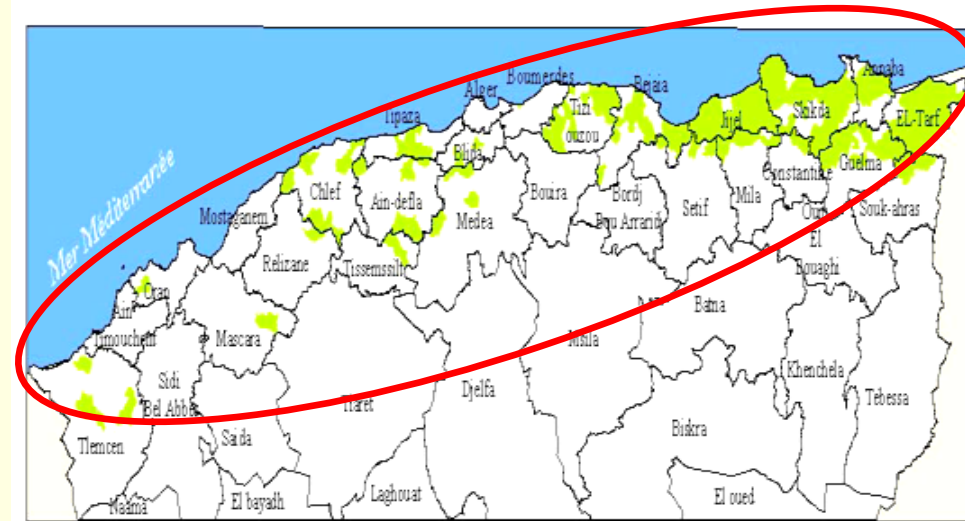 Mer Méditerranée
Annaba
Boumerdes
Bejaia
Alger
Tizi
ouzou
Skikda
Jijel
EL-Tarf
Tipaza
Blida
Guelma
Constantine
Chlef
Ain-defla
Bouira
Bordj
Bou Arrarid
Setif
Mila
Souk-ahras
Mostaganem
Medea
Oum
El
Bouaghi
Relizane
Tissemssilt
Oran
Ain
Timouchent
Mascara
Batna
Msila
Sidi
Bel Abbe
Khenchela
Djelfa
Tiaret
Tebessa
Biskra
Tlemcen
Saida
Naama
El bayadh
Laghouat
El oued